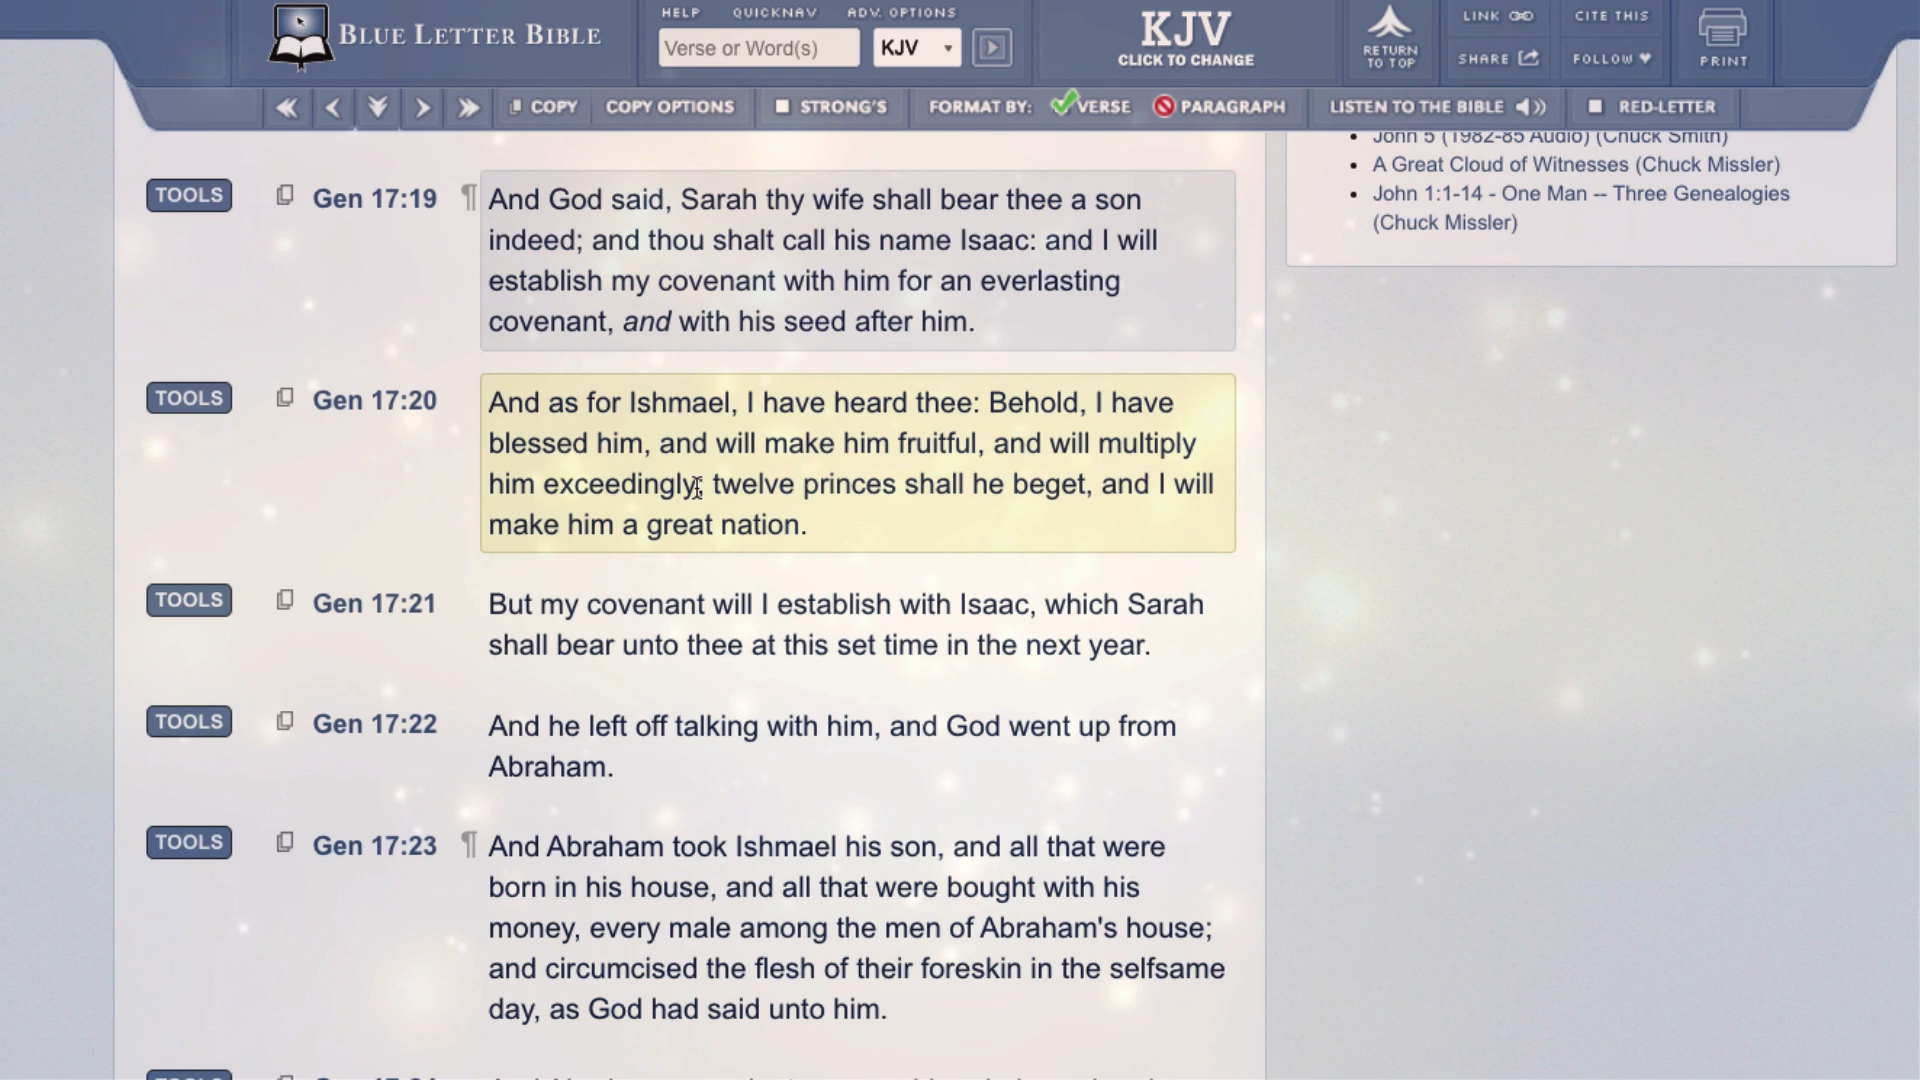 BLUE LETTER BIBLE
HELP QUICKNAV ADV. OPTIONS
Verse or Word(s) KJV
KJV
CLICK TO CHANGE
RETURN
TO TOP
LINK CITE THIS
SHARE FOLLOW
PRINT
COPY COPY OPTIONS STRONG'S FORMAT BY: VERSE PARAGRAPH LISTEN TO THE BIBLE RED-LETTER
• John 5 (1982-85 Audio) (Chuck Smith)
• A Great Cloud of Witnesses (Chuck Missler)
• John 1:1-14 - One Man -- Three Genealogies
(Chuck Missler)
TOOLS Gen 17:19 ¶ And God said, Sarah thy wife shall bear thee a son
indeed; and thou shalt call his name Isaac: and I will
establish my covenant with him for an everlasting
covenant, and with his seed after him.
TOOLS Gen 17:20 And as for Ishmael, I have heard thee: Behold, I have
blessed him, and will make him fruitful, and will multiply
him exceedingly; twelve princes shall he beget, and I will
make him a great nation.
TOOLS Gen 17:21 But my covenant will I establish with Isaac, which Sarah
shall bear unto thee at this set time in the next year.
TOOLS Gen 17:22 And he left off talking with him, and God went up from
Abraham.
TOOLS Gen 17:23 ¶ And Abraham took Ishmael his son, and all that were
born in his house, and all that were bought with his
money, every male among the men of Abraham's house;
and circumcised the flesh of their foreskin in the selfsame
day, as God had said unto him.